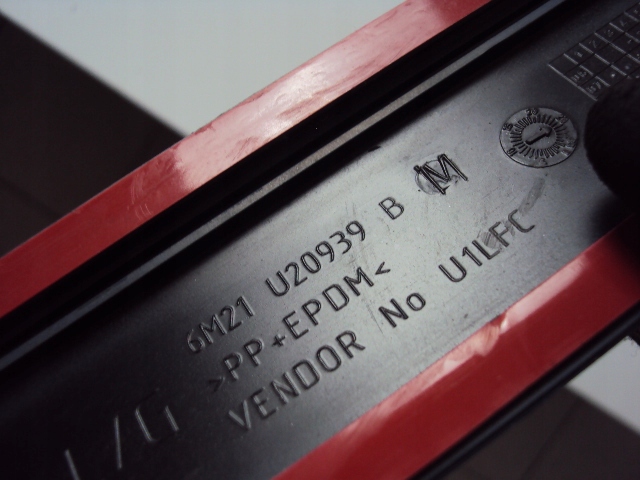 6M21 U20939 B M
>PP+EPDM<
VENDOR No U1LFC